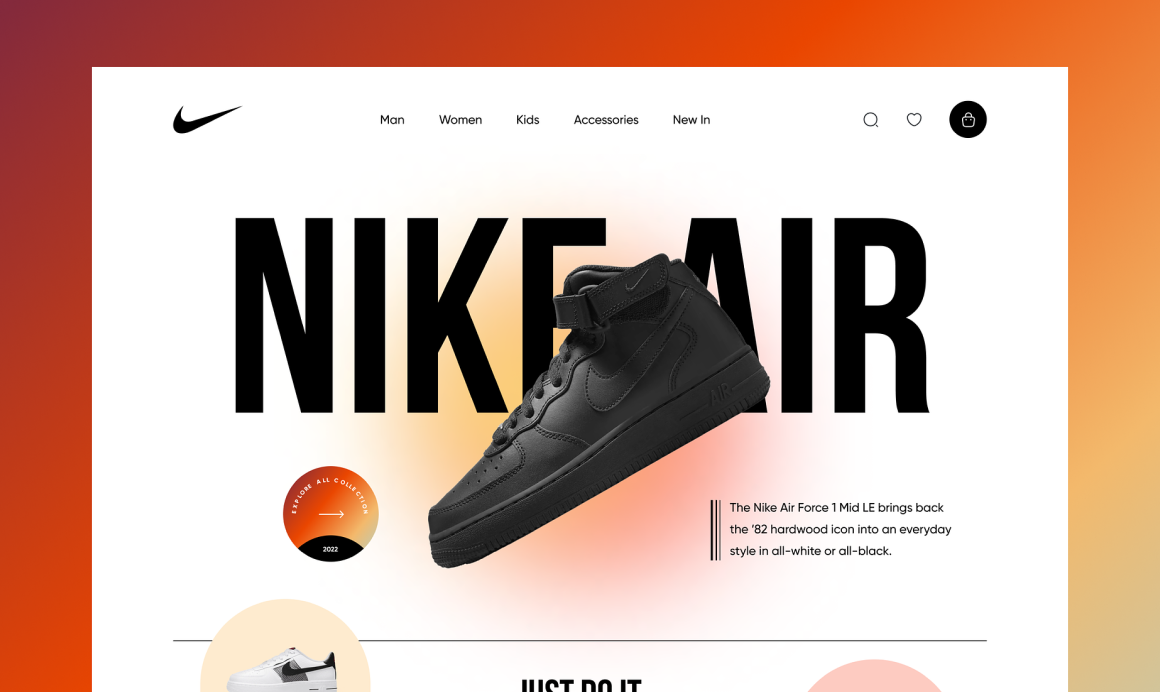 Man
Women
Kids
Accessories
New In
NIKE AIR
AIR
EXPLORE ALL COLLECTION
2022
The Nike Air Force 1 Mid LE brings back
the '82 hardwood icon into an everyday
style in all-white or all-black.
JUST DO IT